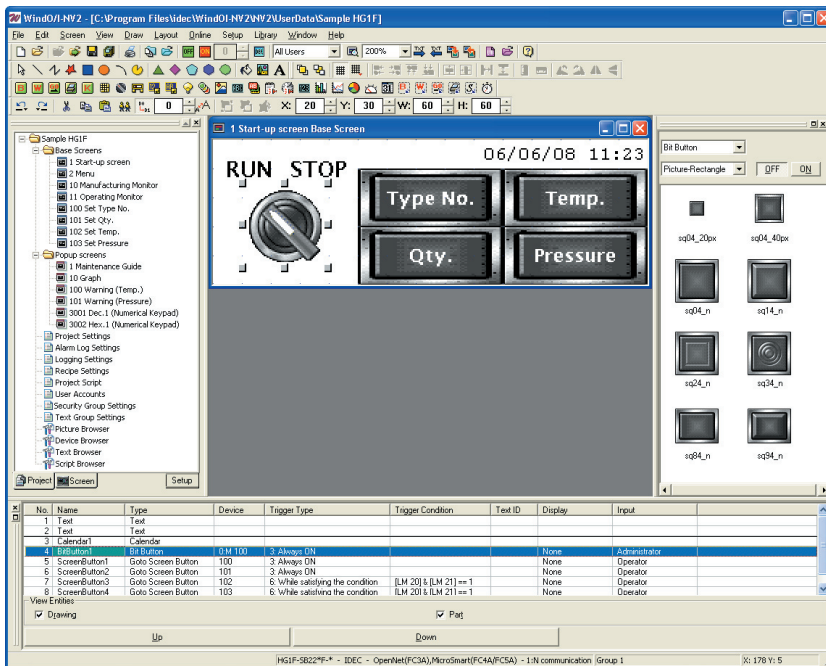 WindO/I-NV2 - [C:\Program Files\idec\WindOI-NV2\NV2\UserData\Sample HG1F]
File Edit Screen View Draw Layout Online Setup Library Window Help
OFF ON 0 All Users 200%
A
0 X: 20 Y: 30 W: 60 H: 60
Sample HG1F
Base Screens
1 Start-up screen
2 Menu
10 Manufacturing Monitor
11 Operating Monitor
100 Set Type No.
101 Set Qty.
102 Set Temp.
103 Set Pressure
Popup screens
1 Maintenance Guide
10 Graph
100 Warning (Temp.)
101 Warning (Pressure)
3001 Dec.1 (Numerical Keypad)
3002 Hex.1 (Numerical Keypad)
Project Settings
Alarm Log Settings
Logging Settings
Recipe Settings
Project Script
User Accounts
Security Group Settings
Text Group Settings
Picture Browser
Device Browser
Text Browser
Script Browser
Project Screen Setup
1 Start-up screen Base Screen
06/06/08 11:23
RUN STOP
Type No. Temp.
Qty. Pressure
Bit Button
Picture-Rectangle OFF ON
sq04_20px sq04_40px
sq04_n sq14_n
sq24_n sq34_n
sq84_n sq94_n
No. Name Type Device Trigger Type Trigger Condition Text ID Display Input
1 Text Text
2 Text Text
3 Calendar1 Calendar
4 BitButton1 Bit Button 0:M 100 3: Always ON None Administrator
5 ScreenButton1 Goto Screen Button 100 3: Always ON None Operator
6 ScreenButton2 Goto Screen Button 101 3: Always ON None Operator
7 ScreenButton3 Goto Screen Button 102 6: While satisfying the condition [LM 20] & [LM 21] == 1 None Operator
8 ScreenButton4 Goto Screen Button 103 6: While satisfying the condition [LM 20] & [LM 21] == 1 None Operator
View Entities
Drawing Part
Up Down
HG1F-SB22*F-* - IDEC - OpenNet(FC3A),MicroSmart(FC4A/FC5A) - 1:N communication Group 1 X: 178 Y: 5